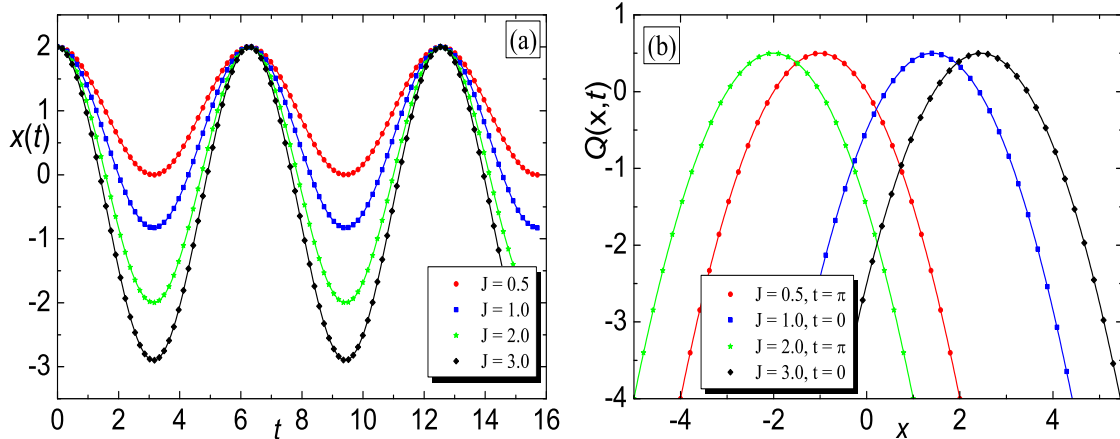 (a)
x(t)
2
1
0
-1
-2
-3
0 2 4 6 8 10 12 14 16
t
J = 0.5
J = 1.0
J = 2.0
J = 3.0
(b)
Q(x,t)
1
0
-1
-2
-3
-4
-4 -2 0 2 4
x
J = 0.5, t = π
J = 1.0, t = 0
J = 2.0, t = π
J = 3.0, t = 0